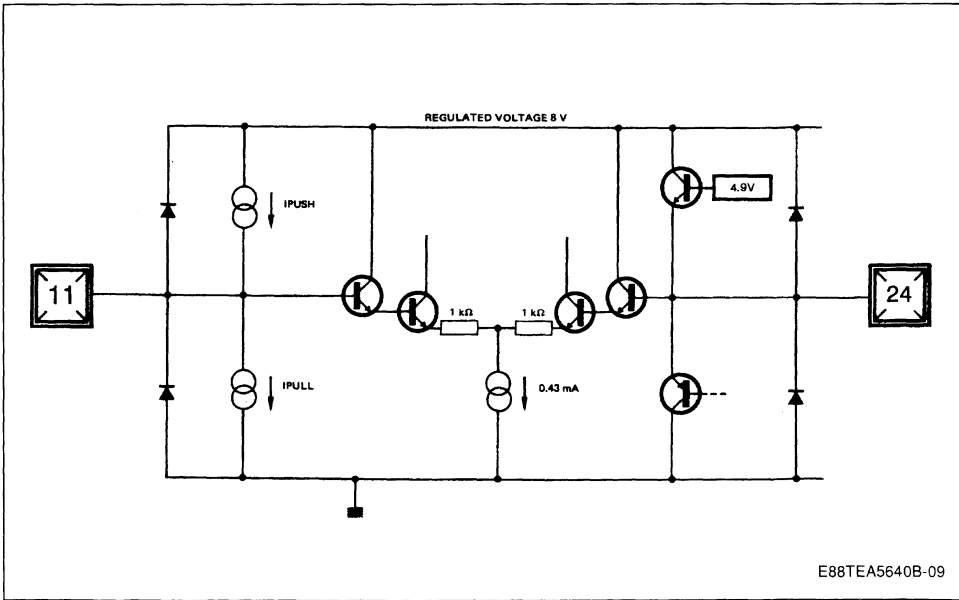 REGULATED VOLTAGE 8 V
4.9V
IPUSH
11
24
1 kΩ
1 kΩ
IPULL
0.43 mA
E88TEA5640B-09